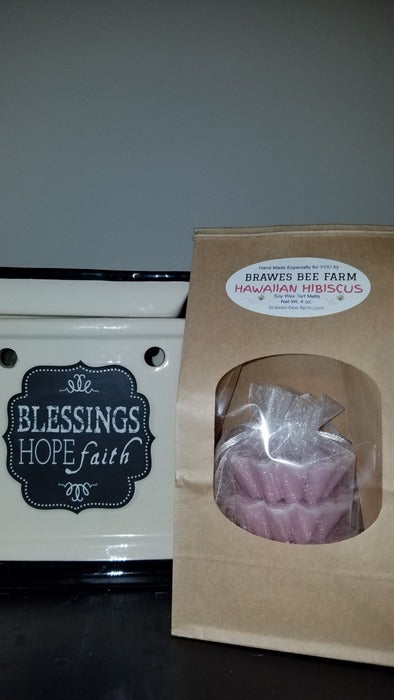 BLESSINGS
HOPE faith
Hand Made Especially for YOU by
BRAWES BEE FARM
HAWAIIAN HIBISCUS
Soy Wax Tart Melts
Net Wt. 4 oz.
brawes-bee-farm.com